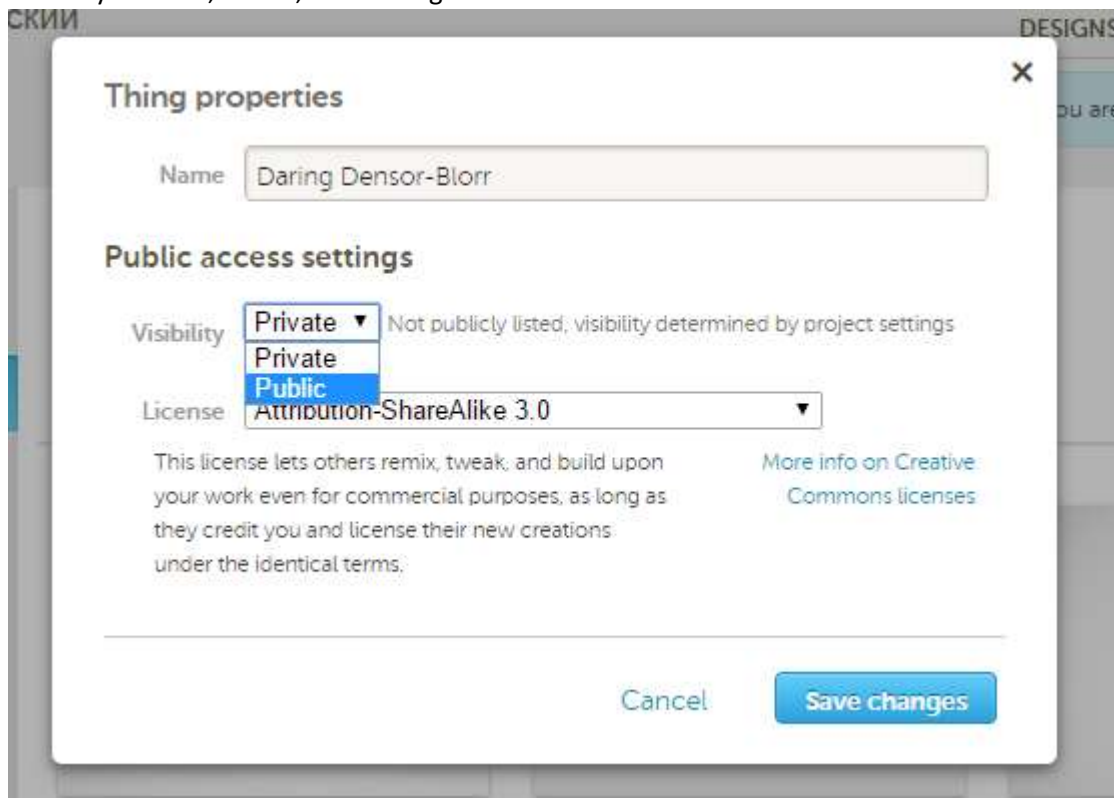 СКИЙ
DESIGNS
Thing properties
×
ou are
Name Daring Densor-Blorr
Public access settings
Visibility Private ▼ Not publicly listed, visibility determined by project settings
Private
Public
License Attribution-ShareAlike 3.0 ▼
This license lets others remix, tweak, and build upon
your work even for commercial purposes, as long as
they credit you and license their new creations
under the identical terms.
More info on Creative
Commons licenses
Cancel Save changes